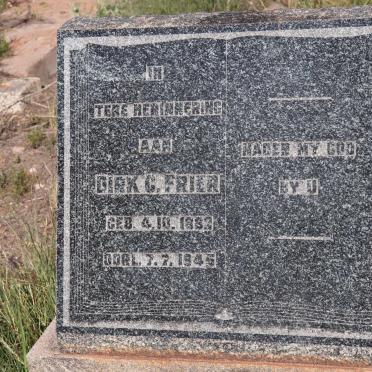 IN
TERE HERINNERING
AAN
DIRK C. FRIER
GEB. 4.10.1893
OORL. 7.7.1945
NADER MY GOD
BY U